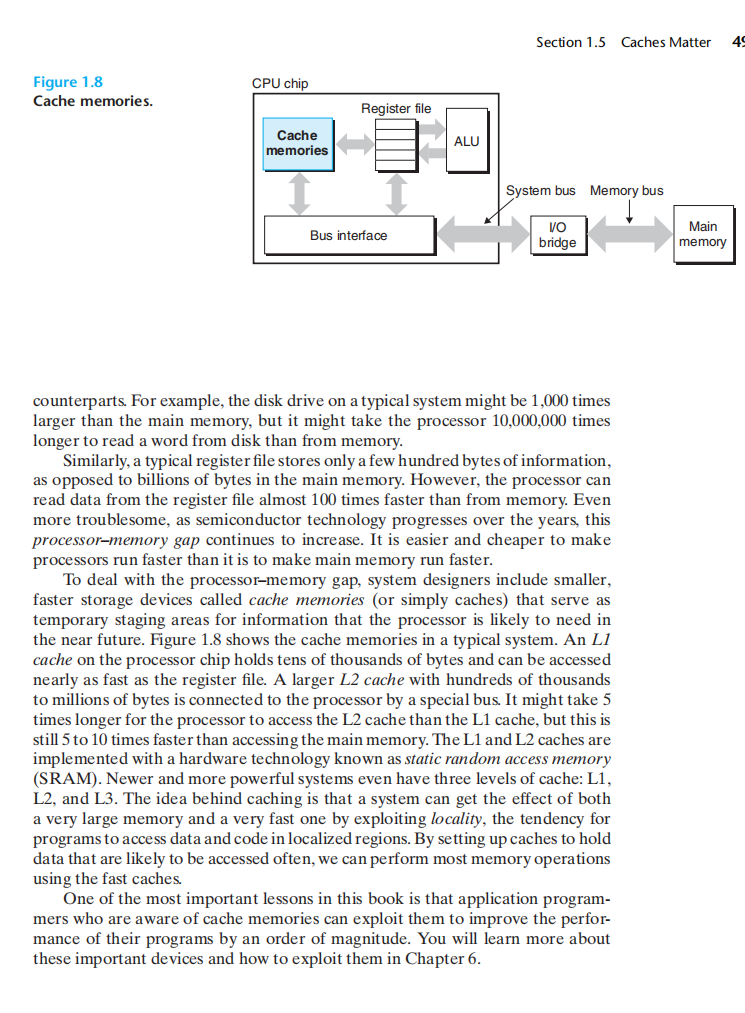 Section 1.5 Caches Matter 49
Figure 1.8
Cache memories.
CPU chip
Register file
Cache
memories
ALU
System bus Memory bus
Bus interface
I/O
bridge
Main
memory
counterparts. For example, the disk drive on a typical system might be 1,000 times
larger than the main memory, but it might take the processor 10,000,000 times
longer to read a word from disk than from memory.
Similarly, a typical register file stores only a few hundred bytes of information,
as opposed to billions of bytes in the main memory. However, the processor can
read data from the register file almost 100 times faster than from memory. Even
more troublesome, as semiconductor technology progresses over the years, this
processor–memory gap continues to increase. It is easier and cheaper to make
processors run faster than it is to make main memory run faster.
To deal with the processor–memory gap, system designers include smaller,
faster storage devices called cache memories (or simply caches) that serve as
temporary staging areas for information that the processor is likely to need in
the near future. Figure 1.8 shows the cache memories in a typical system. An L1
cache on the processor chip holds tens of thousands of bytes and can be accessed
nearly as fast as the register file. A larger L2 cache with hundreds of thousands
to millions of bytes is connected to the processor by a special bus. It might take 5
times longer for the processor to access the L2 cache than the L1 cache, but this is
still 5 to 10 times faster than accessing the main memory. The L1 and L2 caches are
implemented with a hardware technology known as static random access memory
(SRAM). Newer and more powerful systems even have three levels of cache: L1,
L2, and L3. The idea behind caching is that a system can get the effect of both
a very large memory and a very fast one by exploiting locality, the tendency for
programs to access data and code in localized regions. By setting up caches to hold
data that are likely to be accessed often, we can perform most memory operations
using the fast caches.
One of the most important lessons in this book is that application program-
mers who are aware of cache memories can exploit them to improve the perfor-
mance of their programs by an order of magnitude. You will learn more about
these important devices and how to exploit them in Chapter 6.